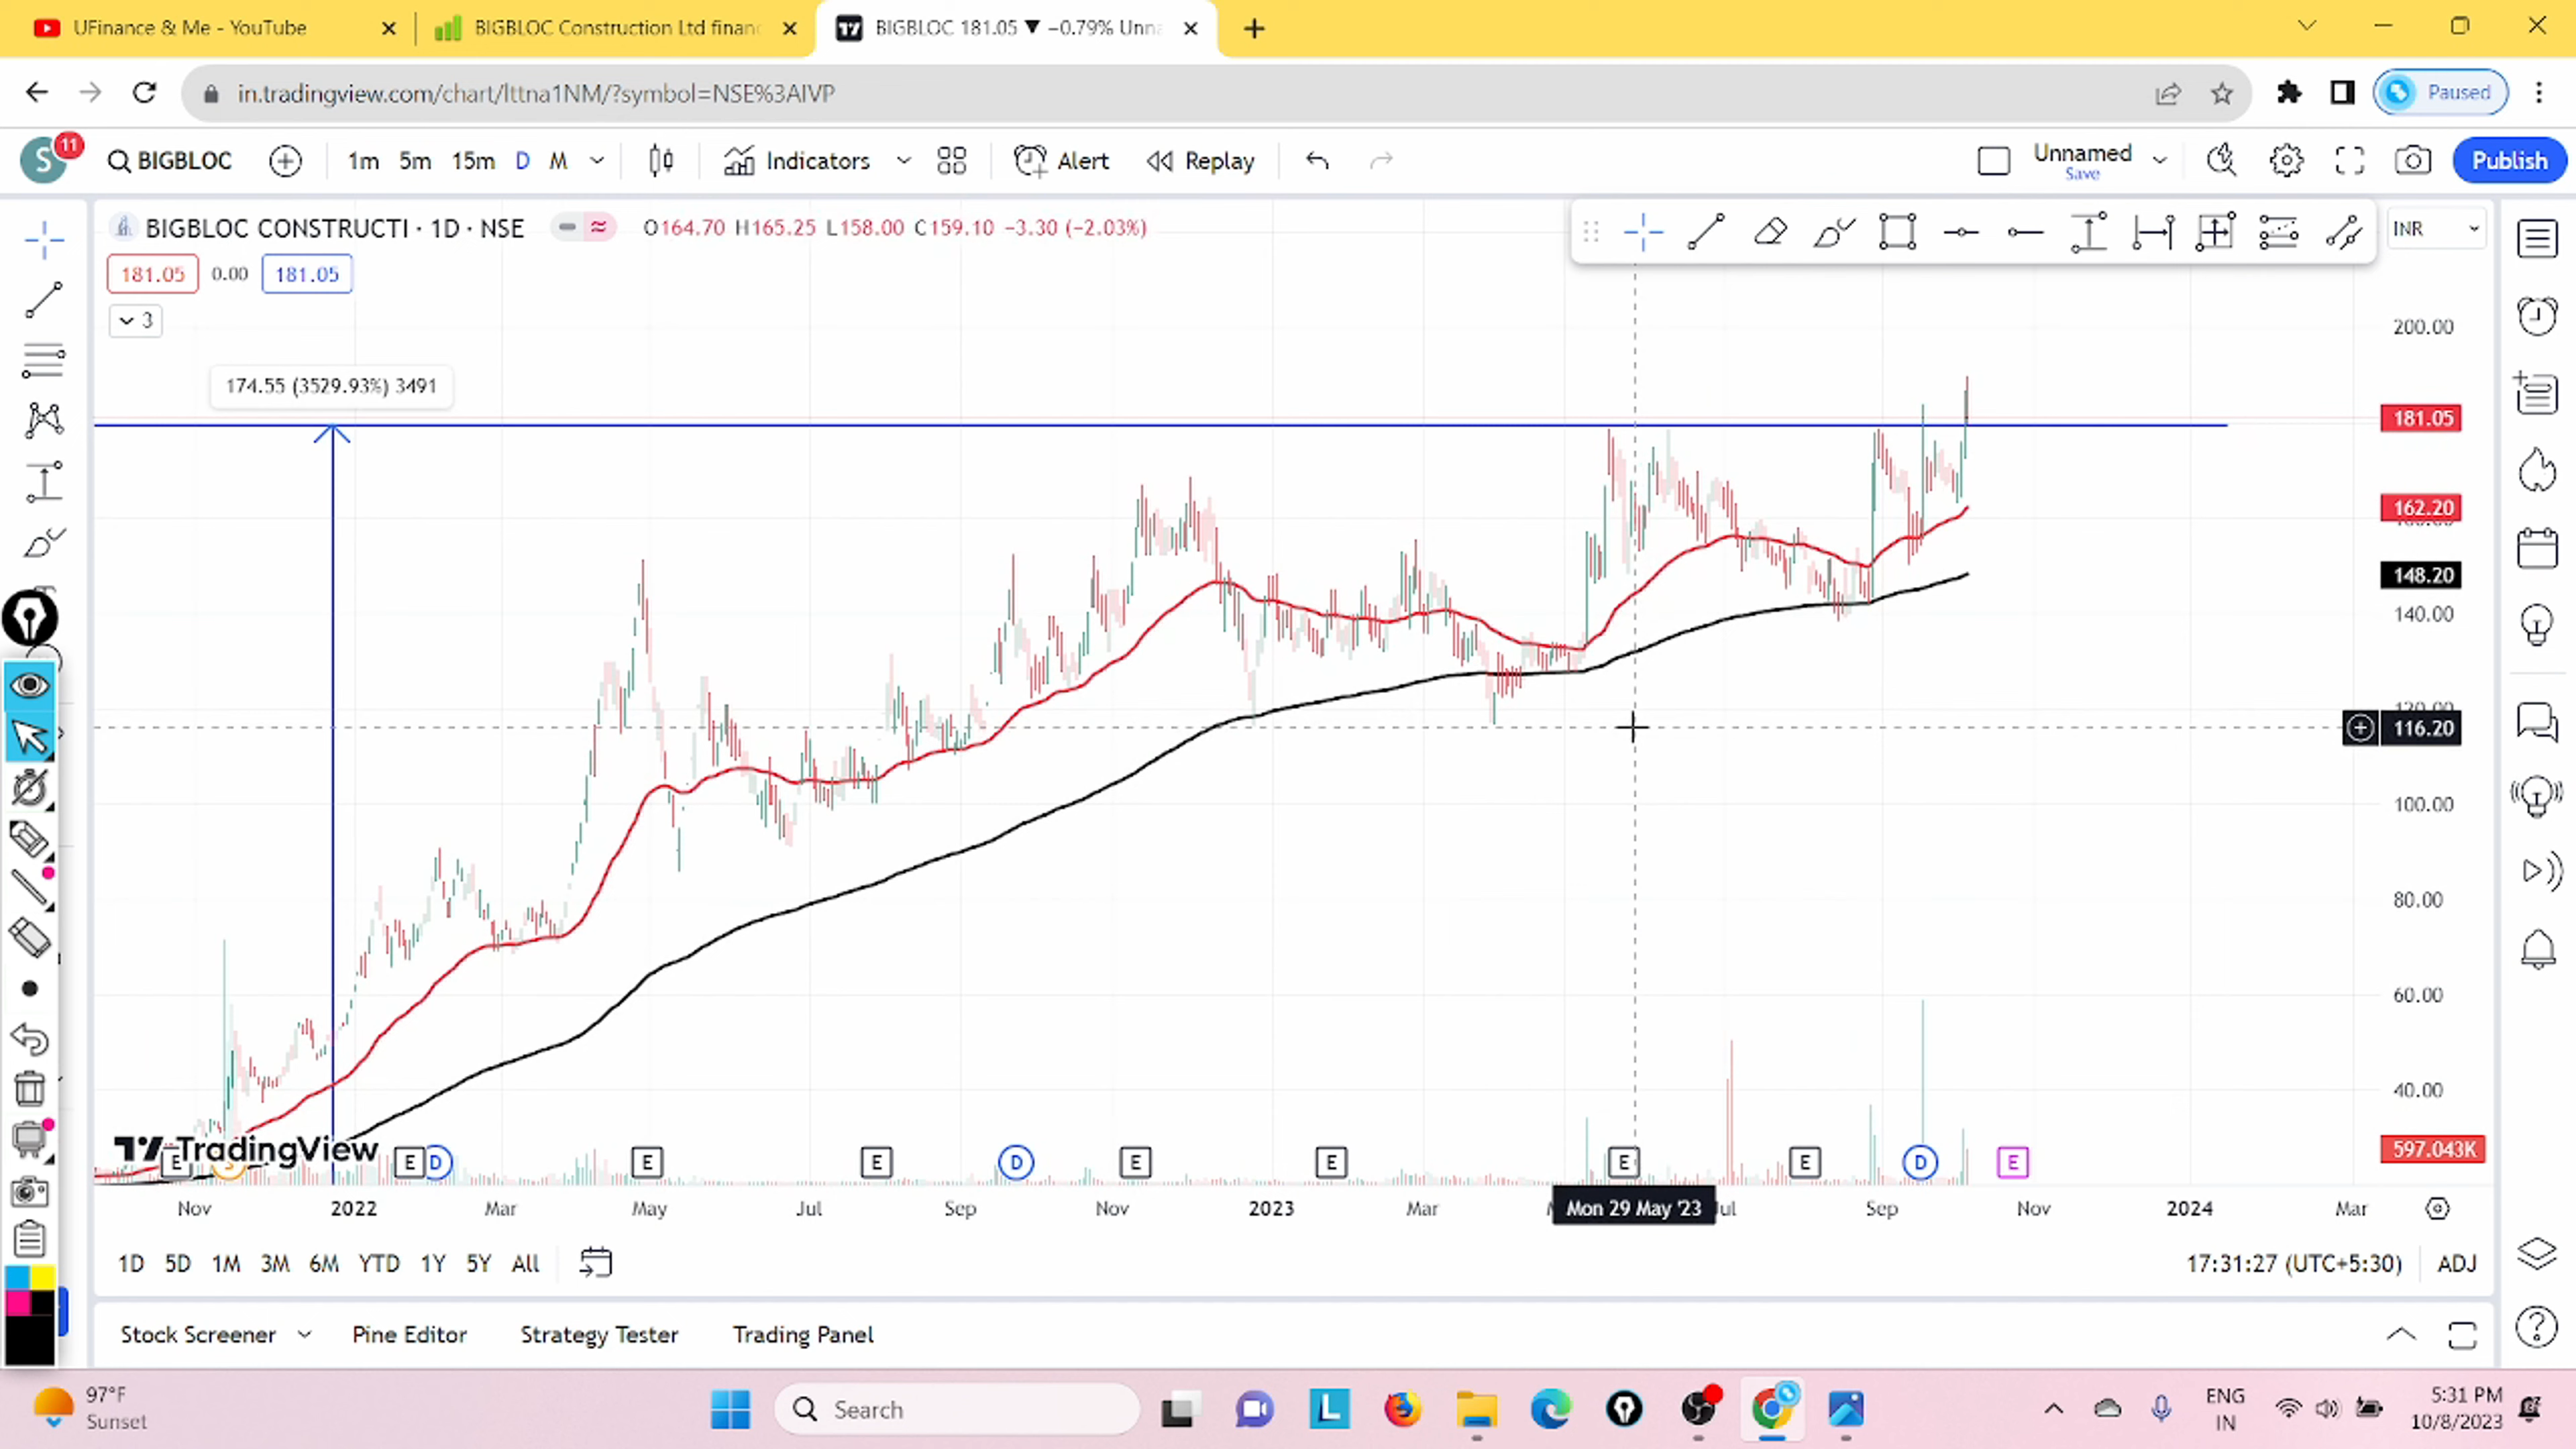 UFinance & Me - YouTube
BIGBLOC Construction Ltd finan
BIGBLOC 181.05 ▼ −0.79% Unn
in.tradingview.com/chart/lttna1NM/?symbol=NSE%3AIVP
Paused
S 11
BIGBLOC
1m 5m 15m D M
Indicators
Alert
Replay
Unnamed
Save
Publish
BIGBLOC CONSTRUCTI · 1D · NSE
O164.70 H165.25 L158.00 C159.10 −3.30 (−2.03%)
INR
181.05 0.00 181.05
3
200.00
174.55 (3529.93%) 3491
181.05
162.20
148.20
140.00
116.20
100.00
80.00
60.00
40.00
597.043K
TradingView
E E D E E D E E E E D E
Nov 2022 Mar May Jul Sep Nov 2023 Mar Mon 29 May '23 Jul Sep Nov 2024 Mar
1D 5D 1M 3M 6M YTD 1Y 5Y All
17:31:27 (UTC+5:30) ADJ
Stock Screener Pine Editor Strategy Tester Trading Panel
97°F
Sunset
Search
L
ENG
IN
5:31 PM
10/8/2023